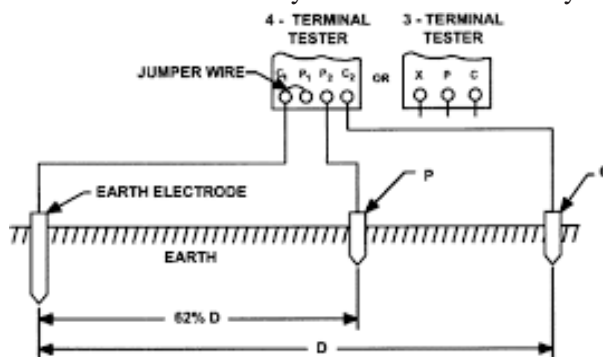 4 - TERMINAL TESTER
3 - TERMINAL TESTER
JUMPER WIRE
C₁ P₁ P₂ C₂
OR
X P C
EARTH ELECTRODE
P
EARTH
62% D
D